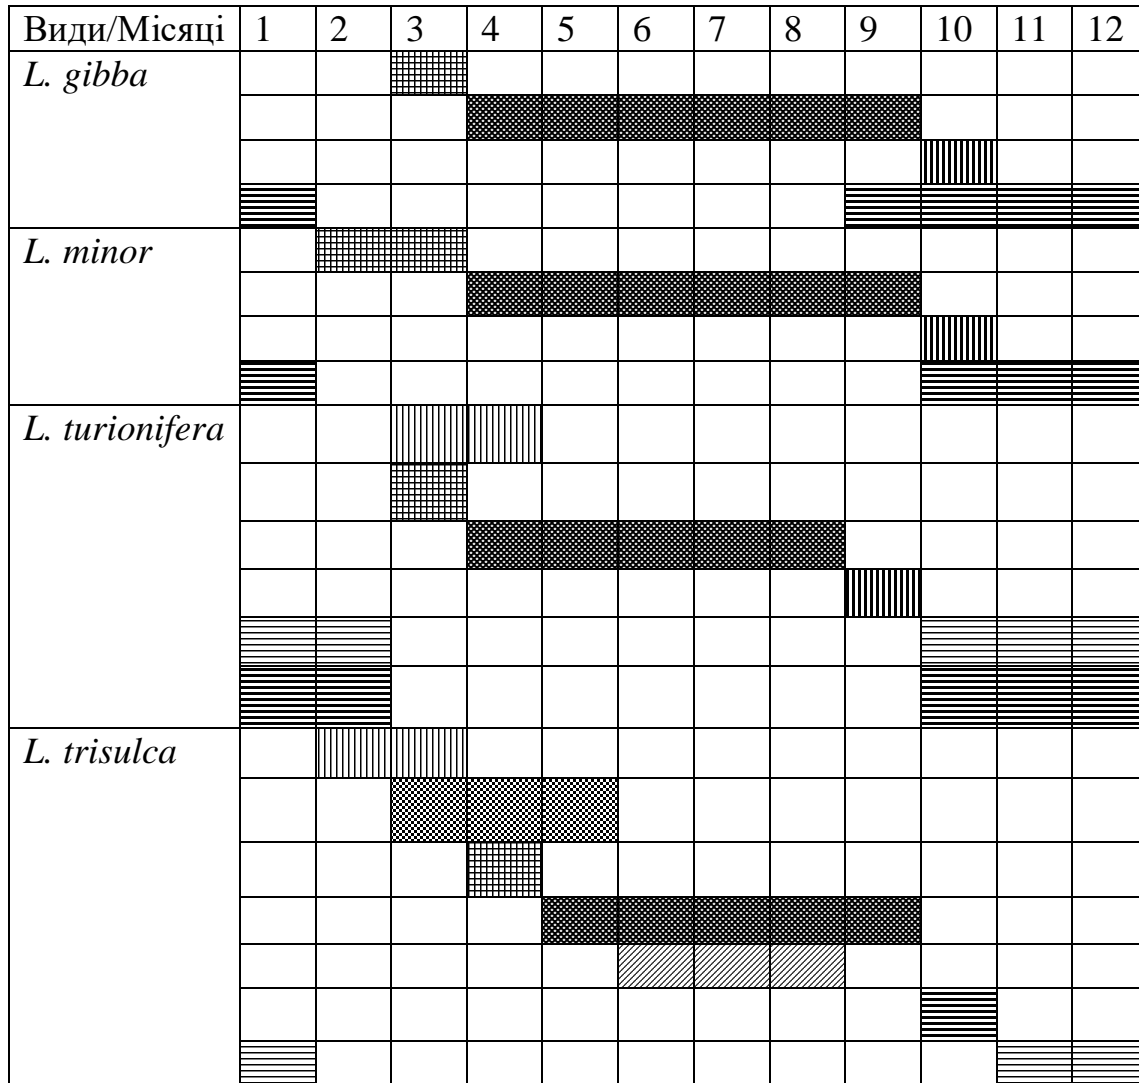 Види/Місяці 1 2 3 4 5 6 7 8 9 10 11 12
L. gibba
L. minor
L. turionifera
L. trisulca